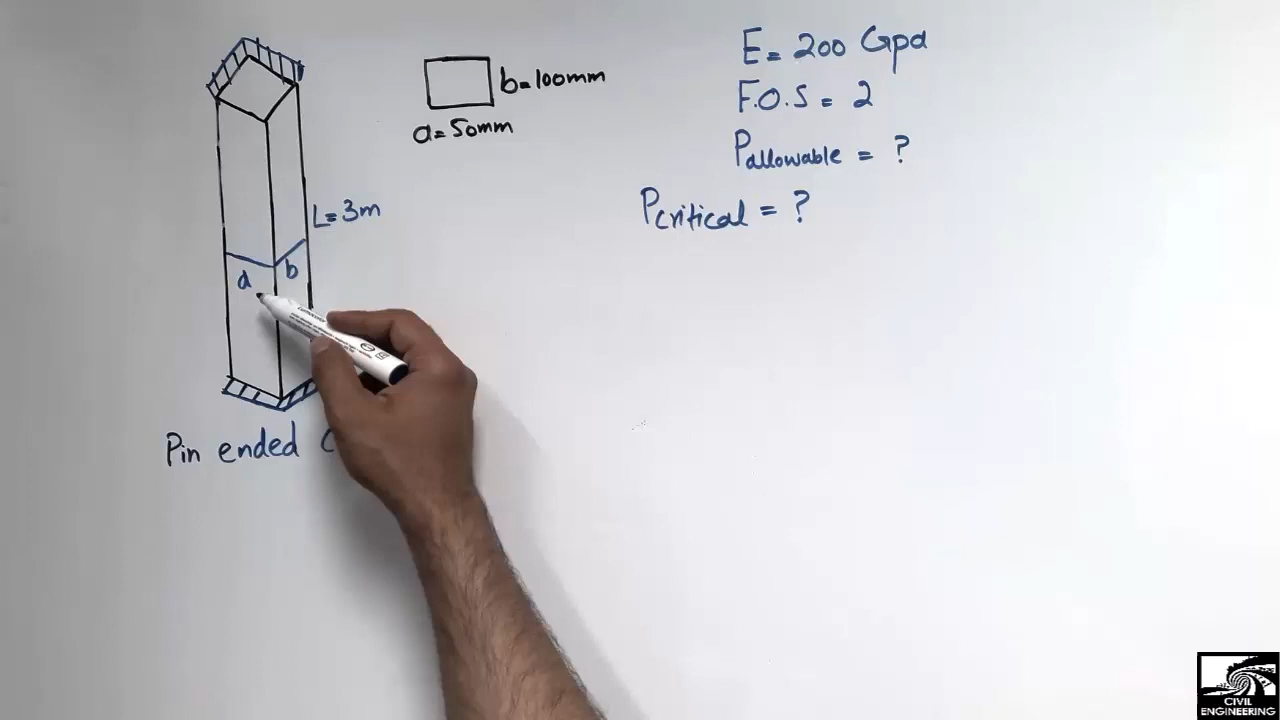 b=100mm
a=50mm
E=200 Gpa
F.O.S = 2
Pallowable = ?
Pcritical = ?
L=3m
a
b
Pin ended
CIVIL
ENGINEERING